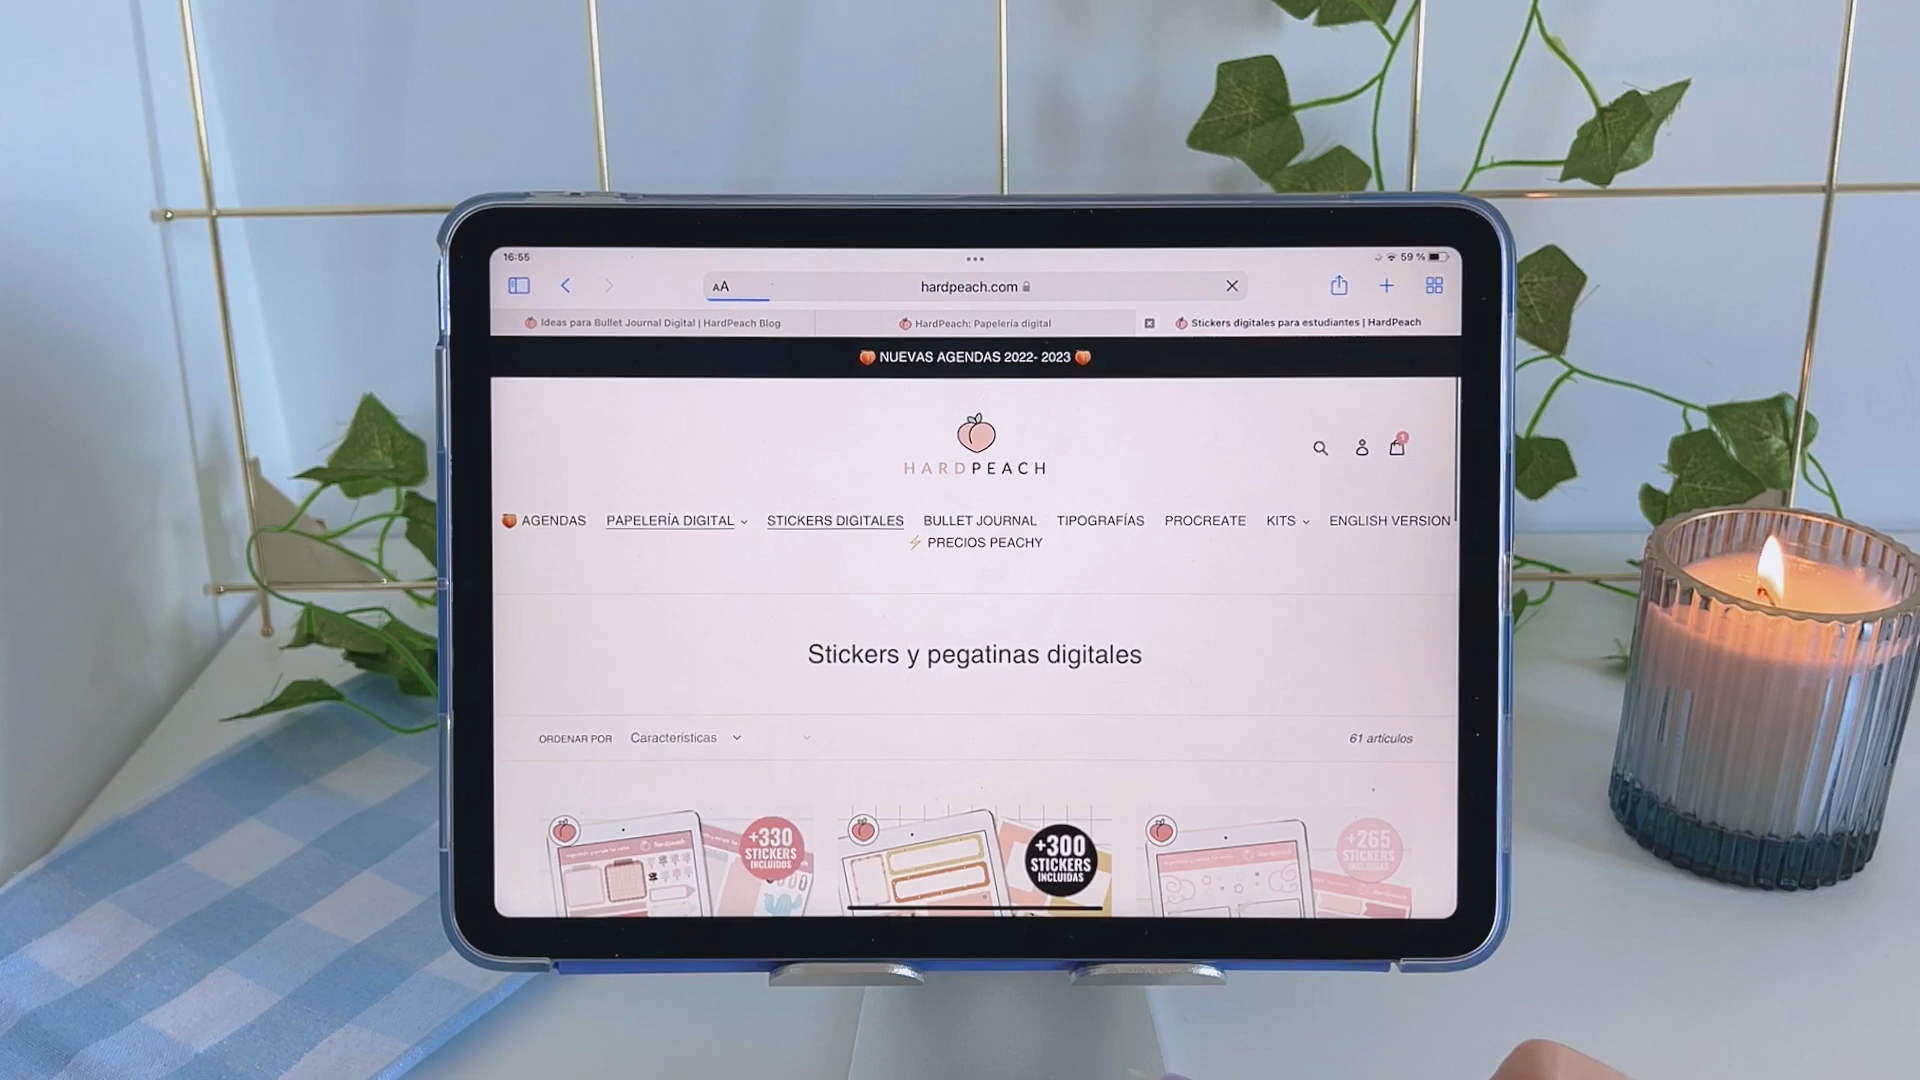 16:55
59 %
AA
hardpeach.com
Ideas para Bullet Journal Digital | HardPeach Blog
HardPeach: Papelería digital
Stickers digitales para estudiantes | HardPeach
NUEVAS AGENDAS 2022- 2023
HARDPEACH
1
AGENDAS
PAPELERÍA DIGITAL
STICKERS DIGITALES
BULLET JOURNAL
TIPOGRAFÍAS
PROCREATE
KITS
ENGLISH VERSION
PRECIOS PEACHY
Stickers y pegatinas digitales
ORDENAR POR
Características
61 artículos
+330
STICKERS
INCLUIDOS
+300
STICKERS
INCLUIDAS
+265
STICKERS
INCLUIDOS